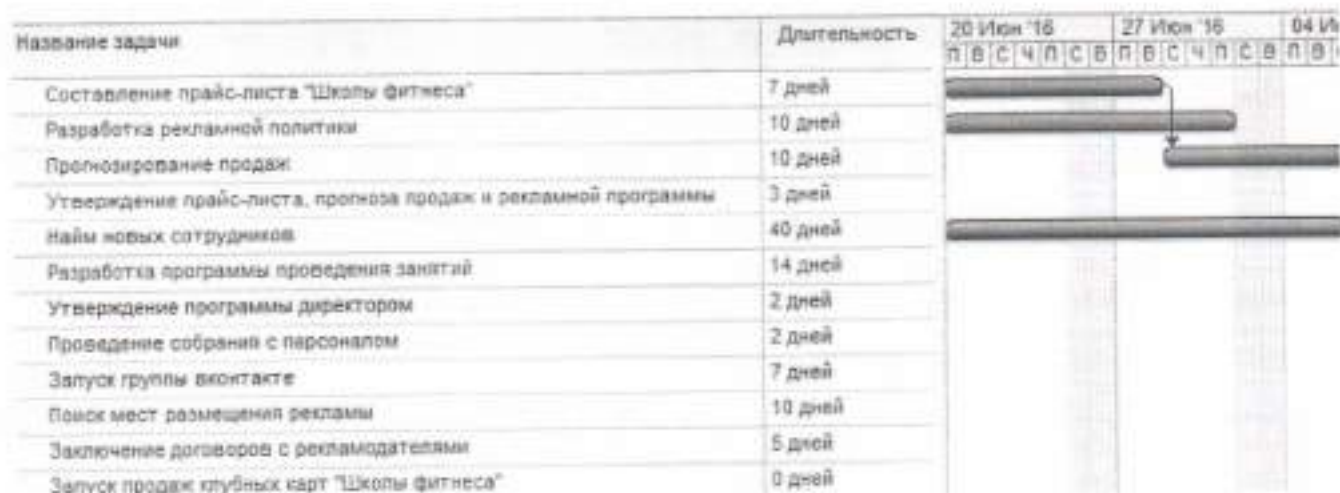 Название задачи Длительность 20 Июн '16 27 Июн '16 04 И
П В С Ч П С В П В С Ч П С В П В
Составление прайс-листа "Школы фитнеса" 7 дней
Разработка рекламной политики 10 дней
Прогнозирование продаж 10 дней
Утверждение прайс-листа, прогноза продаж и рекламной программы 3 дней
Найм новых сотрудников 40 дней
Разработка программы проведения занятий 14 дней
Утверждение программы директором 2 дней
Проведение собрания с персоналом 2 дней
Запуск группы вконтакте 7 дней
Поиск мест размещения рекламы 10 дней
Заключение договоров с рекламодателями 5 дней
Запуск продаж клубных карт "Школы фитнеса" 0 дней